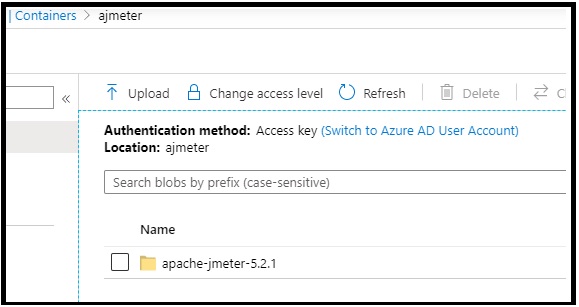 | Containers > ajmeter
« Upload Change access level Refresh | Delete
Authentication method: Access key (Switch to Azure AD User Account)
Location: ajmeter
Search blobs by prefix (case-sensitive)
Name
apache-jmeter-5.2.1